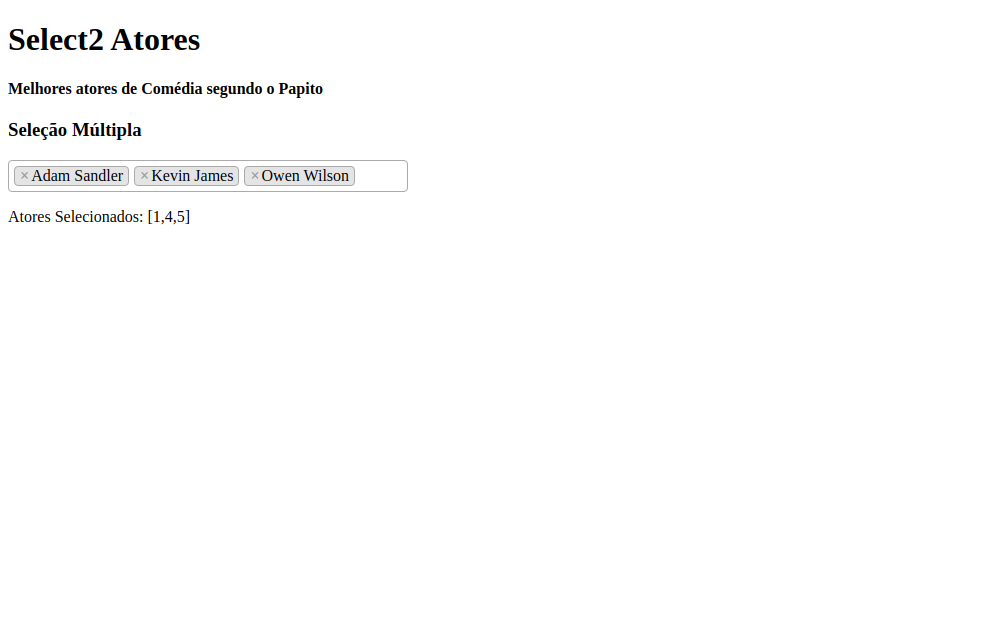 Select2 Atores
Melhores atores de Comédia segundo o Papito
Seleção Múltipla
×Adam Sandler ×Kevin James ×Owen Wilson
Atores Selecionados: [1,4,5]